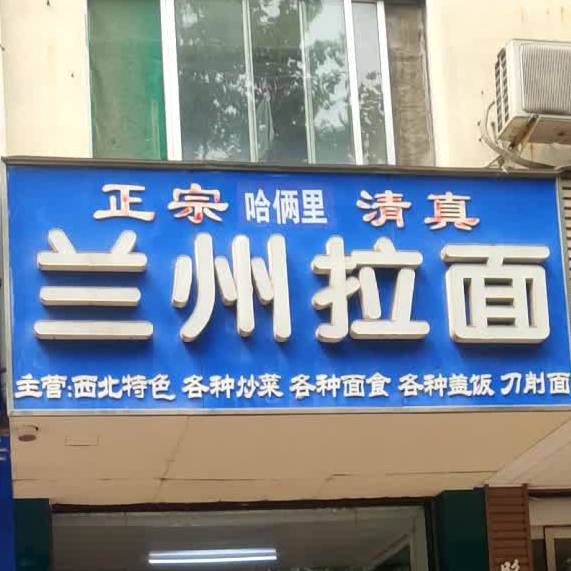 正宗 哈俩里 清真
兰州拉面
主营:西北特色 各种炒菜 各种面食 各种盖饭 刀削面